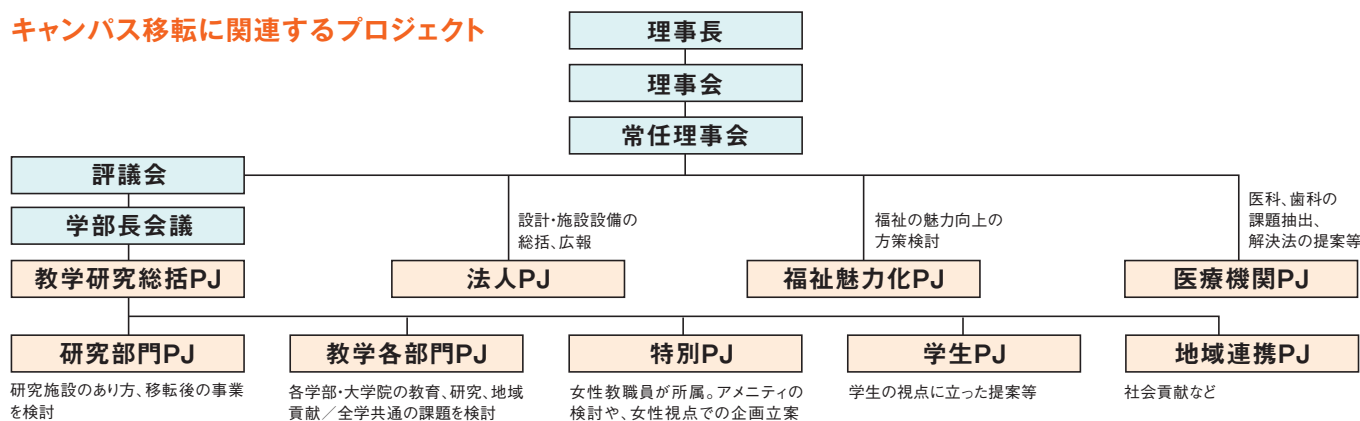 キャンパス移転に関連するプロジェクト
理事長
理事会
常任理事会
評議会
学部長会議
教学研究総括PJ
設計・施設設備の
総括、広報
法人PJ
福祉の魅力向上の
方策検討
福祉魅力化PJ
医科、歯科の
課題抽出、
解決法の提案等
医療機関PJ
研究部門PJ
研究施設のあり方、移転後の事業
を検討
教学各部門PJ
各学部・大学院の教育、研究、地域
貢献／全学共通の課題を検討
特別PJ
女性教職員が所属。アメニティの
検討や、女性視点での企画立案
学生PJ
学生の視点に立った提案等
地域連携PJ
社会貢献など